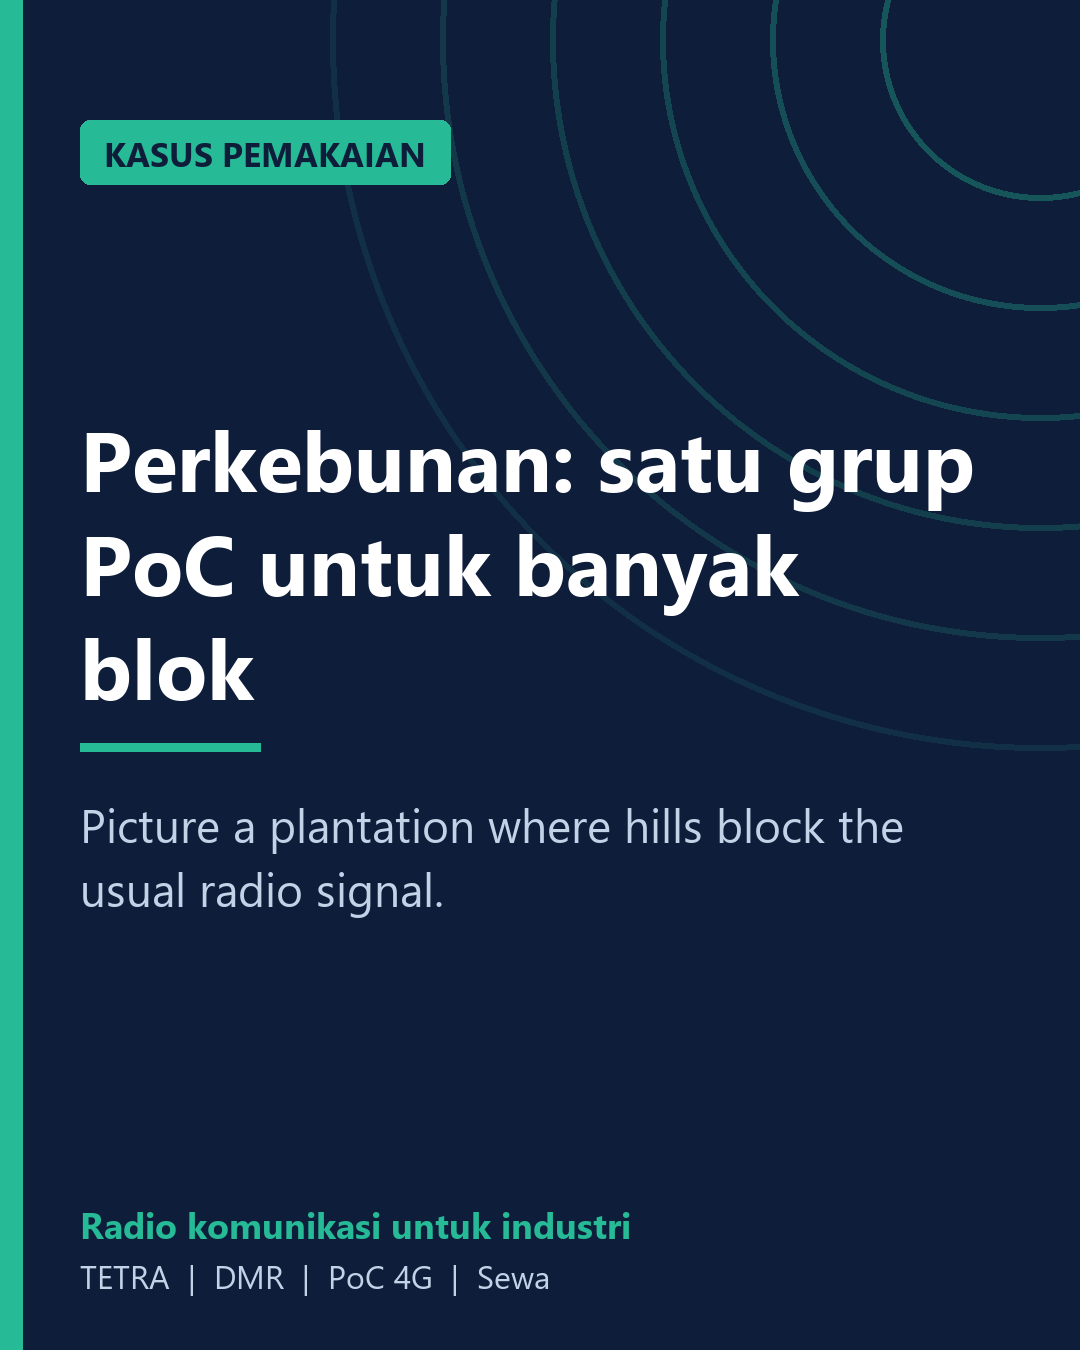 KASUS PEMAKAIAN
Perkebunan: satu grup
PoC untuk banyak
blok
Picture a plantation where hills block the
usual radio signal.
Radio komunikasi untuk industri
TETRA | DMR | PoC 4G | Sewa